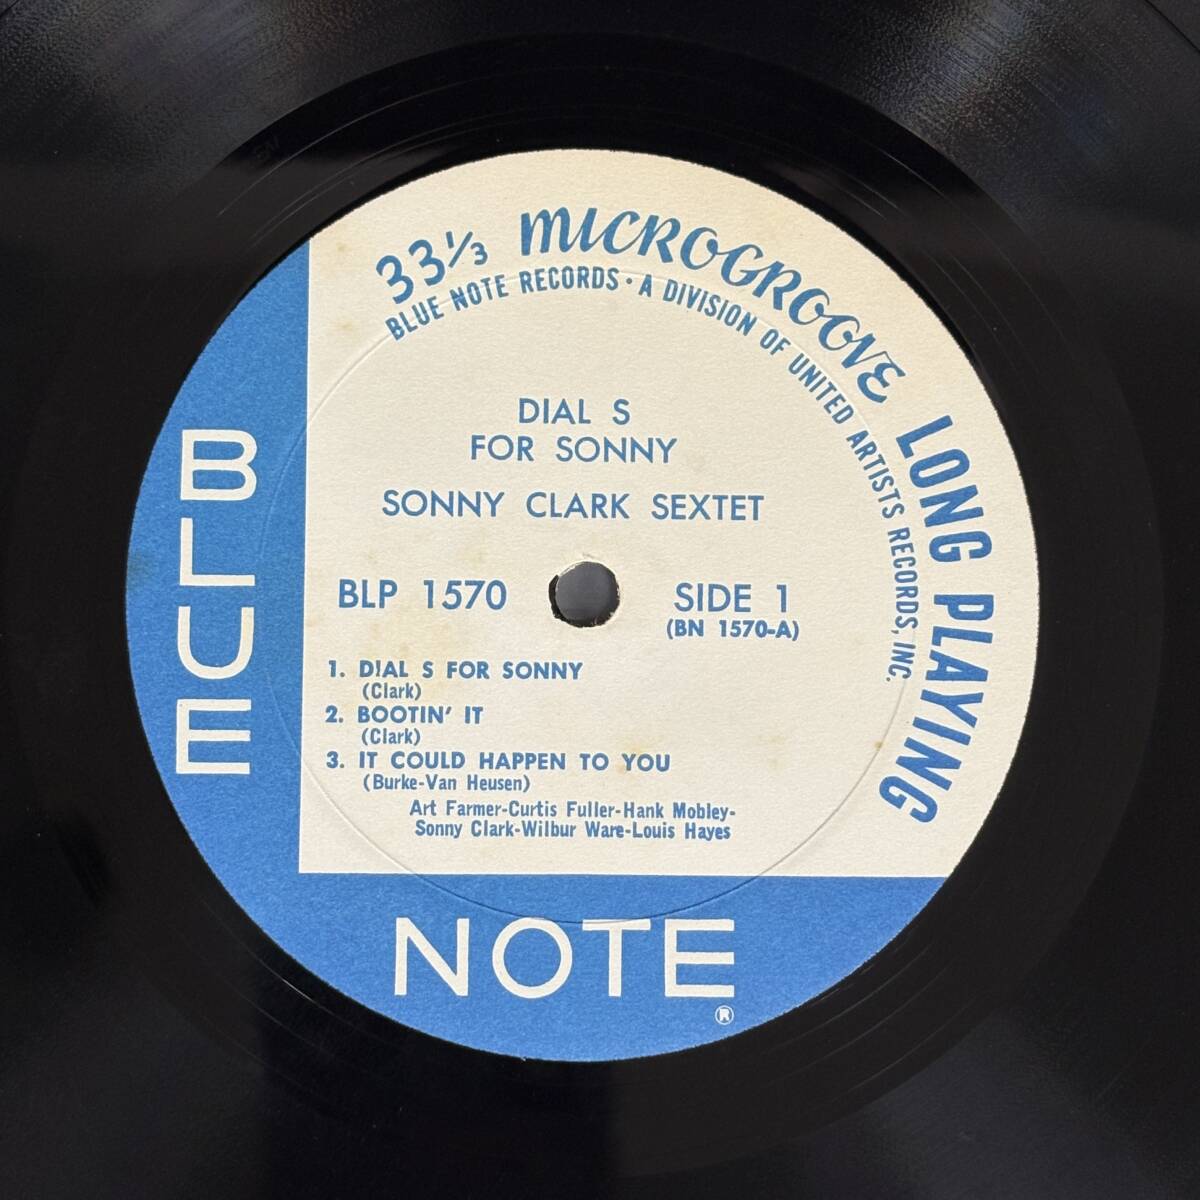 33⅓ MICROGROOVE LONG PLAYING
BLUE NOTE RECORDS • A DIVISION OF UNITED ARTISTS RECORDS, INC.
DIAL S
FOR SONNY
SONNY CLARK SEXTET
BLP 1570
SIDE 1
(BN 1570-A)
1. DIAL S FOR SONNY
(Clark)
2. BOOTIN' IT
(Clark)
3. IT COULD HAPPEN TO YOU
(Burke-Van Heusen)
Art Farmer-Curtis Fuller-Hank Mobley-
Sonny Clark-Wilbur Ware-Louis Hayes
BLUE
NOTE
®